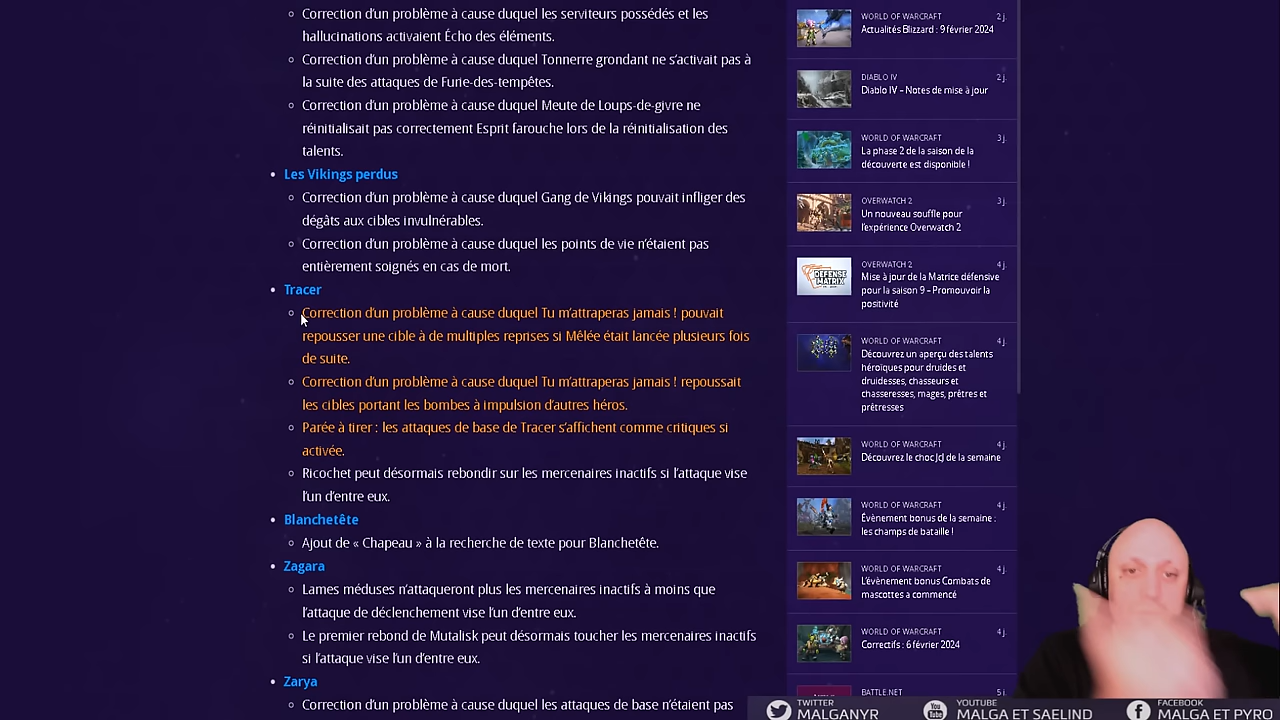 Correction d'un problème à cause duquel les serviteurs possédés et les
hallucinations activaient Écho des éléments.
Correction d'un problème à cause duquel Tonnerre grondant ne s'activait pas à
la suite des attaques de Furie-des-tempêtes.
Correction d'un problème à cause duquel Meute de Loups-de-givre ne
réinitialisait pas correctement Esprit farouche lors de la réinitialisation des
talents.
Les Vikings perdus
Correction d'un problème à cause duquel Gang de Vikings pouvait infliger des
dégâts aux cibles invulnérables.
Correction d'un problème à cause duquel les points de vie n'étaient pas
entièrement soignés en cas de mort.
Tracer
Correction d'un problème à cause duquel Tu m'attraperas jamais ! pouvait
repousser une cible à de multiples reprises si Mêlée était lancée plusieurs fois
de suite.
Correction d'un problème à cause duquel Tu m'attraperas jamais ! repoussait
les cibles portant les bombes à impulsion d'autres héros.
Parée à tirer : les attaques de base de Tracer s'affichent comme critiques si
activée.
Ricochet peut désormais rebondir sur les mercenaires inactifs si l'attaque vise
l'un d'entre eux.
Blanchetête
Ajout de « Chapeau » à la recherche de texte pour Blanchetête.
Zagara
Lames méduses n'attaqueront plus les mercenaires inactifs à moins que
l'attaque de déclenchement vise l'un d'entre eux.
Le premier rebond de Mutalisk peut désormais toucher les mercenaires inactifs
si l'attaque vise l'un d'entre eux.
Zarya
Correction d'un problème à cause duquel les attaques de base n'étaient pas
WORLD OF WARCRAFT 2 j.
Actualités Blizzard : 9 février 2024
DIABLO IV 2 j.
Diablo IV – Notes de mise à jour
WORLD OF WARCRAFT 3 j.
La phase 2 de la saison de la
découverte est disponible !
OVERWATCH 2 3 j.
Un nouveau souffle pour
l'expérience Overwatch 2
DEFENSE
MATRIX
OVERWATCH 2 4 j.
Mise à jour de la Matrice défensive
pour la saison 9 – Promouvoir la
positivité
WORLD OF WARCRAFT 4 j.
Découvrez un aperçu des talents
héroïques pour druides et
druidesses, chasseurs et
chasseresses, mages, prêtres et
prêtresses
WORLD OF WARCRAFT 4 j.
Découvrez le choc JcJ de la semaine
WORLD OF WARCRAFT 4 j.
Évènement bonus de la semaine :
les champs de bataille !
WORLD OF WARCRAFT 4 j.
L'évènement bonus Combats de
mascottes a commencé
WORLD OF WARCRAFT 4 j.
Correctifs : 6 février 2024
BATTLE.NET 5 j.
TWITTER
MALGANYR
You Tube
YOUTUBE
MALGA ET SAELIND
FACEBOOK
MALGA ET PYRO